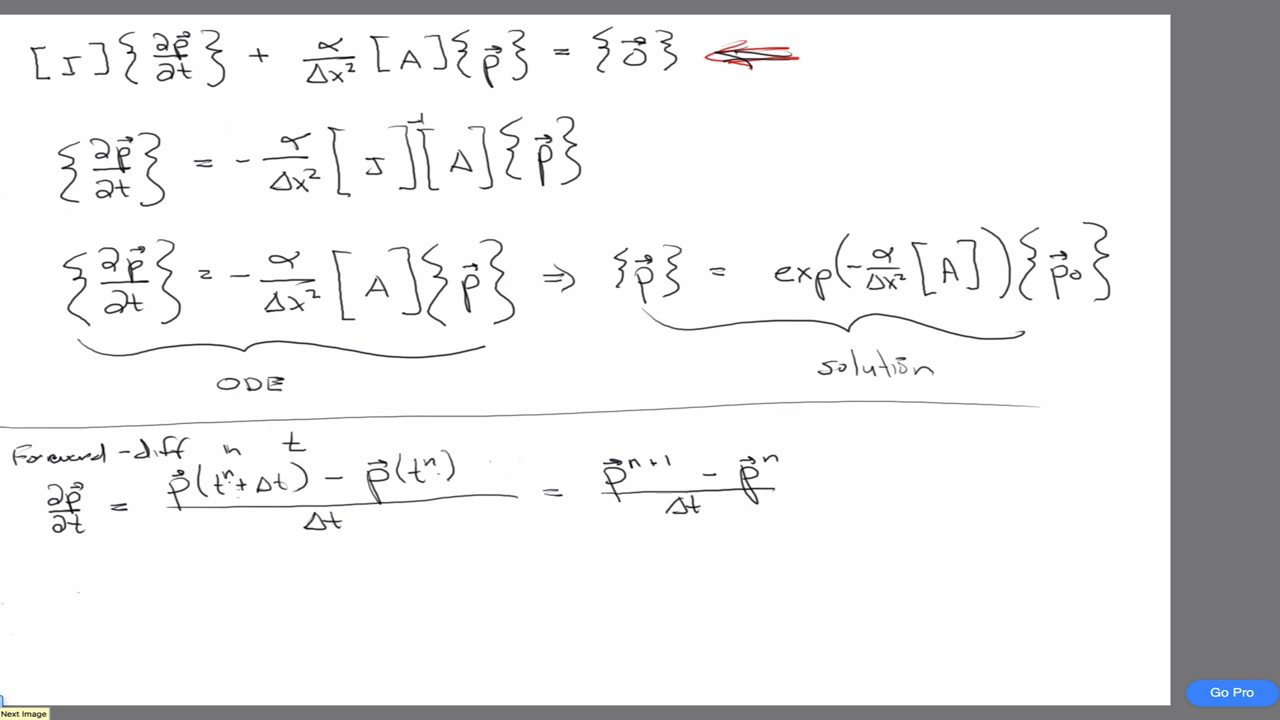 [J]{∂p⃗/∂t} + α/Δx² [A]{p⃗} = {0⃗}
{∂p⃗/∂t} = - α/Δx² [J]⁻¹[A]{p⃗}
{∂p⃗/∂t} = - α/Δx² [A]{p⃗} ⇒ {p⃗} = exp(-α/Δx² [A]){p⃗₀}
ODE
solution
Forward-diff in t
∂p⃗/∂t = (p⃗(tⁿ+Δt) - p⃗(tⁿ))/Δt = (p⃗ⁿ⁺¹ - p⃗ⁿ)/Δt
Go Pro
Next Image